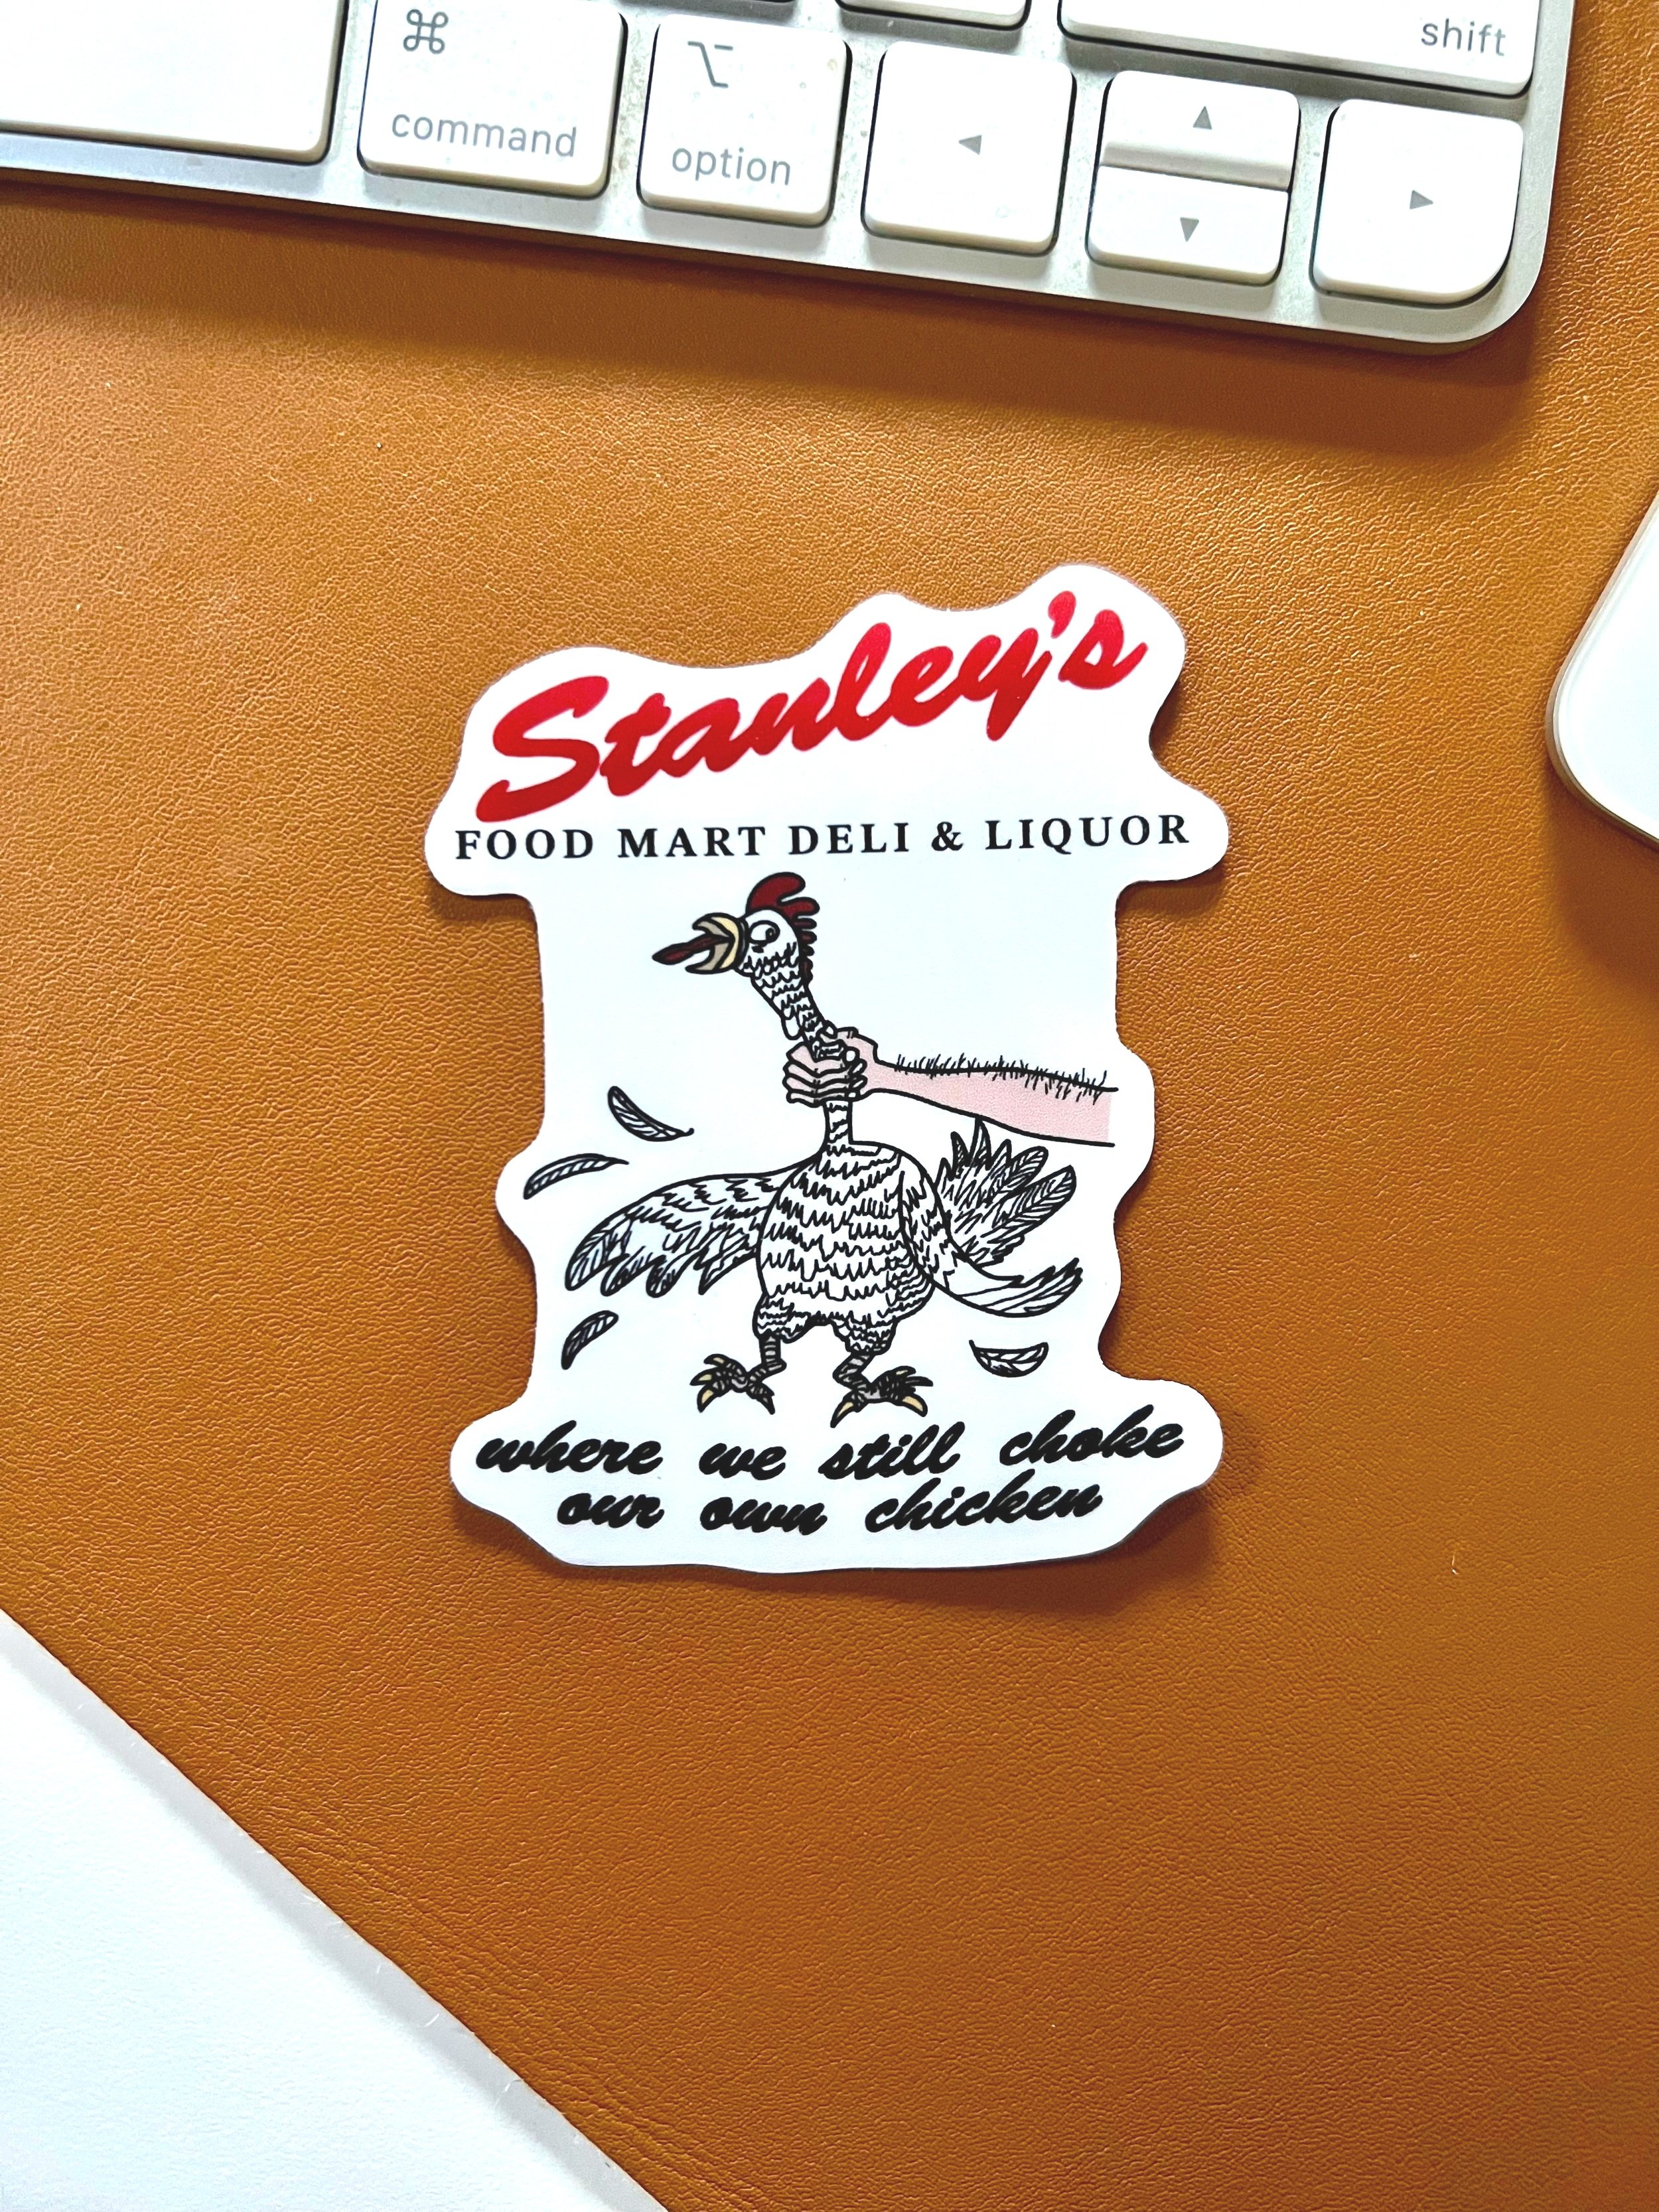 shift
⌘
command
⌥
option
◀
▲
▼
▶
Stanley's
FOOD MART DELI & LIQUOR
where we still choke
our own chicken